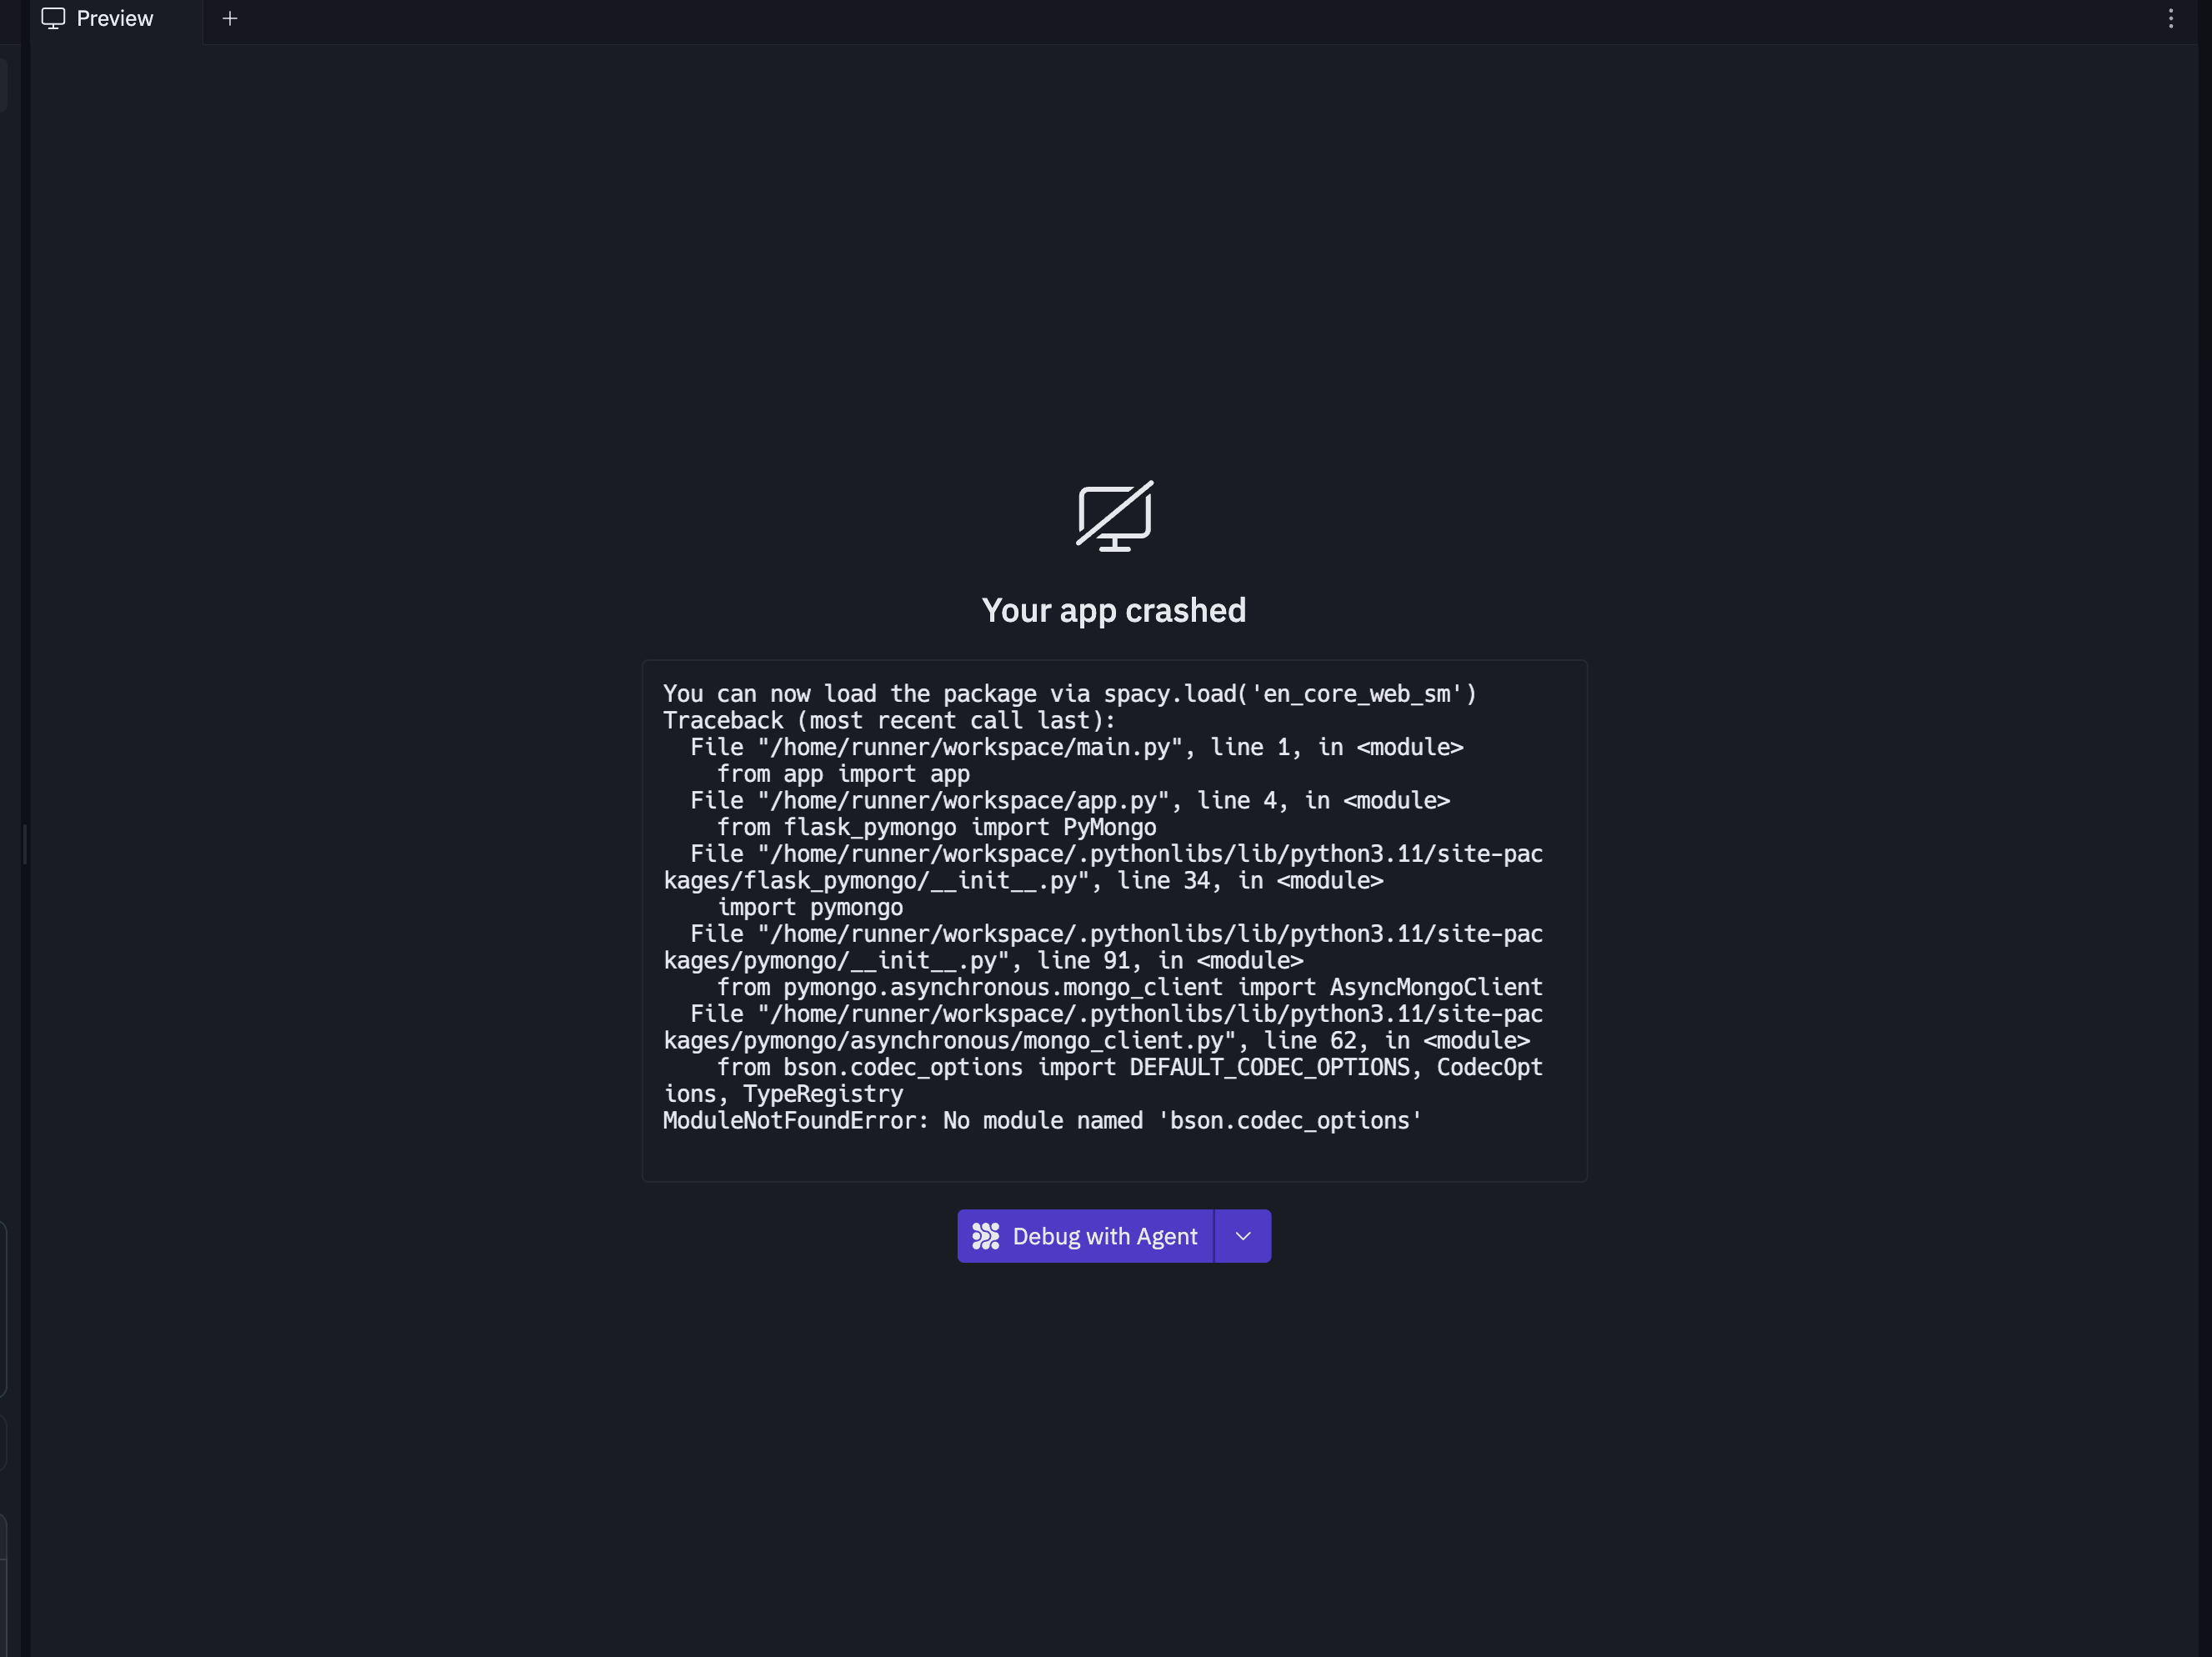 Preview
Your app crashed
You can now load the package via spacy.load('en_core_web_sm')
Traceback (most recent call last):
  File "/home/runner/workspace/main.py", line 1, in <module>
    from app import app
  File "/home/runner/workspace/app.py", line 4, in <module>
    from flask_pymongo import PyMongo
  File "/home/runner/workspace/.pythonlibs/lib/python3.11/site-pac
kages/flask_pymongo/__init__.py", line 34, in <module>
    import pymongo
  File "/home/runner/workspace/.pythonlibs/lib/python3.11/site-pac
kages/pymongo/__init__.py", line 91, in <module>
    from pymongo.asynchronous.mongo_client import AsyncMongoClient
  File "/home/runner/workspace/.pythonlibs/lib/python3.11/site-pac
kages/pymongo/asynchronous/mongo_client.py", line 62, in <module>
    from bson.codec_options import DEFAULT_CODEC_OPTIONS, CodecOpt
ions, TypeRegistry
ModuleNotFoundError: No module named 'bson.codec_options'
Debug with Agent